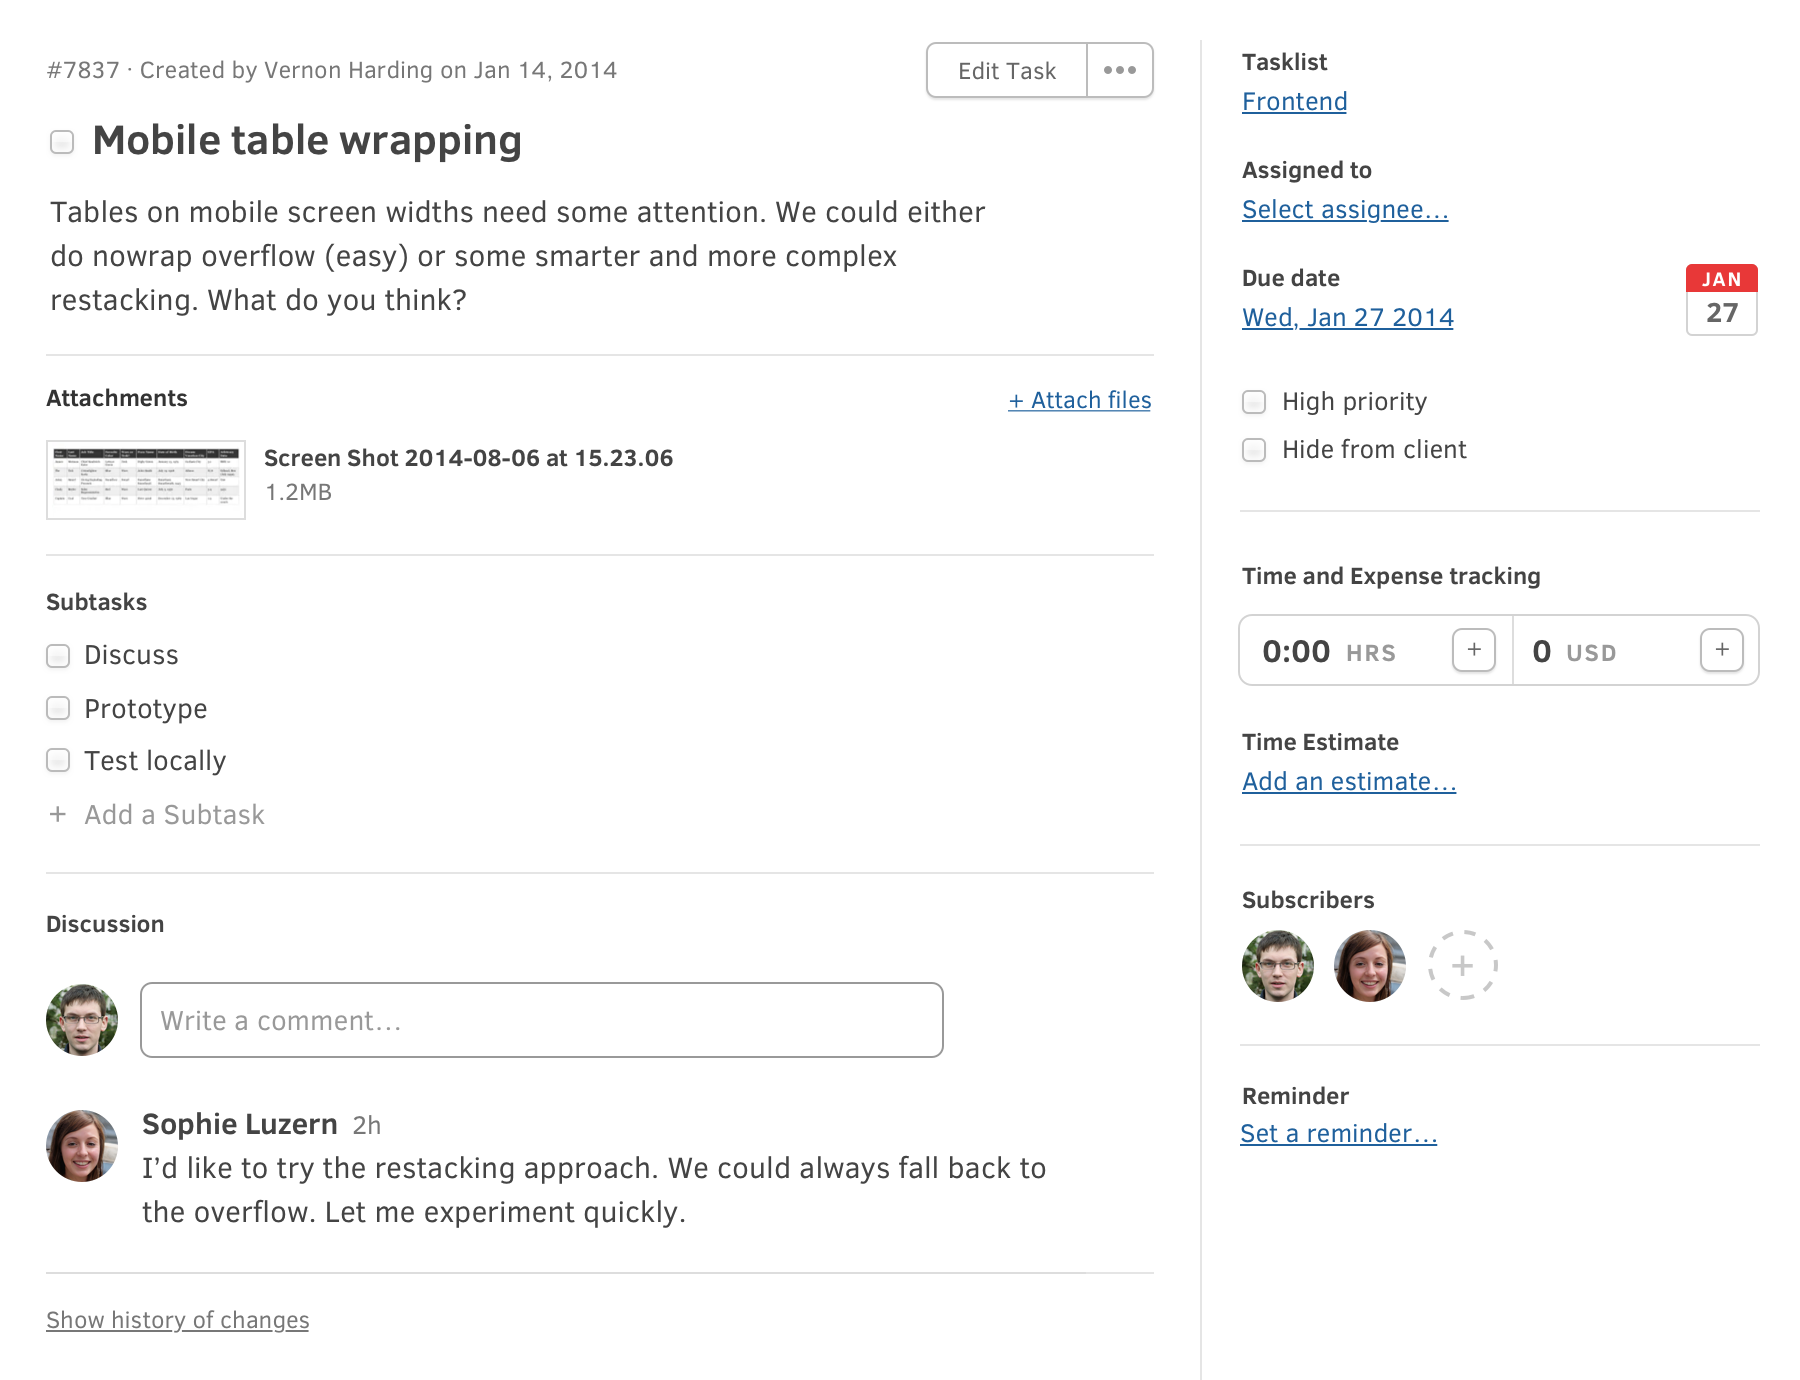 #7837 · Created by Vernon Harding on Jan 14, 2014
Edit Task
Mobile table wrapping
Tables on mobile screen widths need some attention. We could either
do nowrap overflow (easy) or some smarter and more complex
restacking. What do you think?
Attachments
+ Attach files
Screen Shot 2014-08-06 at 15.23.06
1.2MB
Subtasks
Discuss
Prototype
Test locally
+ Add a Subtask
Discussion
Write a comment…
Sophie Luzern 2h
I’d like to try the restacking approach. We could always fall back to
the overflow. Let me experiment quickly.
Show history of changes
Tasklist
Frontend
Assigned to
Select assignee…
Due date
Wed, Jan 27 2014
JAN
27
High priority
Hide from client
Time and Expense tracking
0:00 HRS +
0 USD +
Time Estimate
Add an estimate…
Subscribers
+
Reminder
Set a reminder…